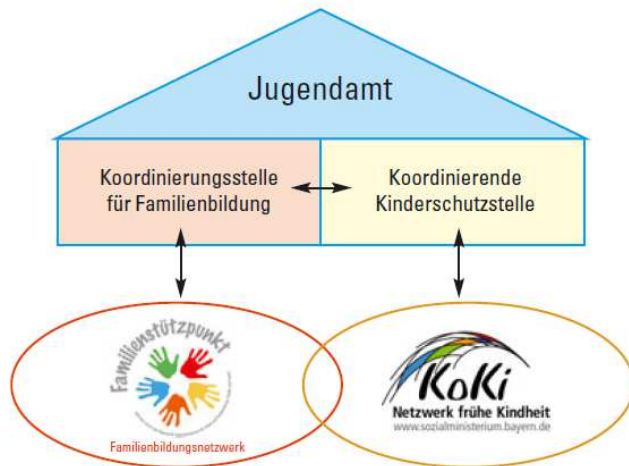 Jugendamt
Koordinierungsstelle
für Familienbildung
Koordinierende
Kinderschutzstelle
Familienstützpunkt
Familienbildungsnetzwerk
KoKi
Netzwerk frühe Kindheit
www.sozialministerium.bayern.de